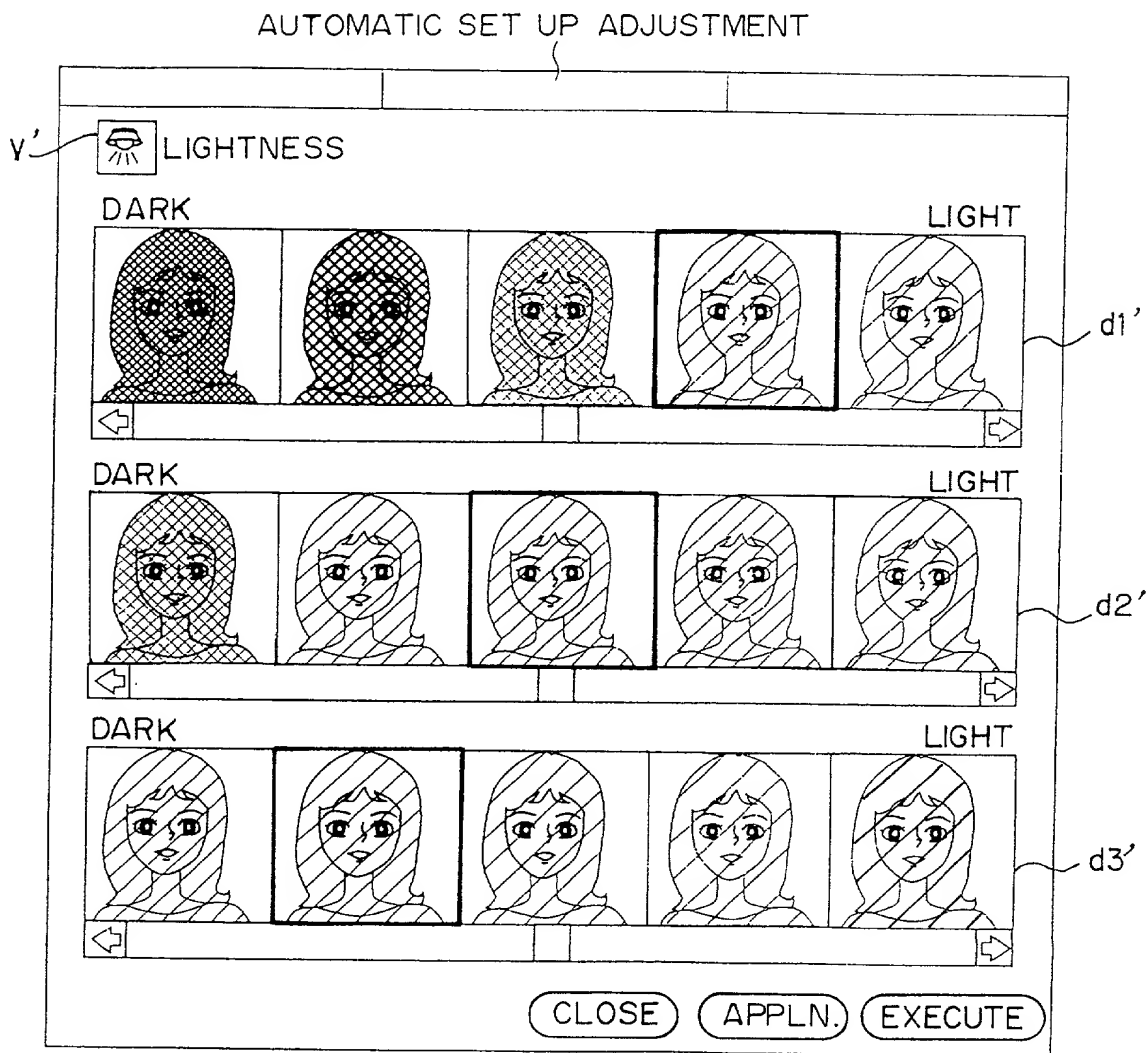 AUTOMATIC SET UP ADJUSTMENT
γ' LIGHTNESS
DARK LIGHT
d1'
DARK LIGHT
d2'
DARK LIGHT
d3'
CLOSE APPLN. EXECUTE